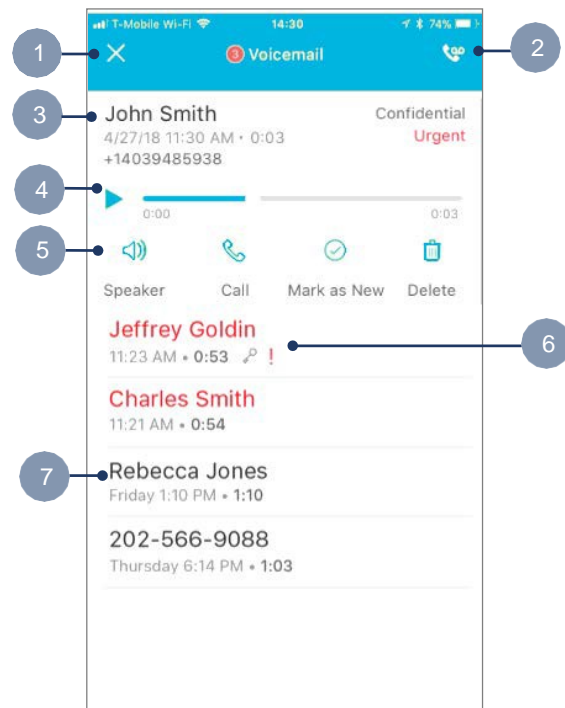 T-Mobile Wi-Fi 14:30 74%
1
3 Voicemail
2
3
John Smith Confidential
4/27/18 11:30 AM • 0:03 Urgent
+14039485938
4
0:00 0:03
5
Speaker Call Mark as New Delete
Jeffrey Goldin
11:23 AM • 0:53 !
6
Charles Smith
11:21 AM • 0:54
7
Rebecca Jones
Friday 1:10 PM • 1:10
202-566-9088
Thursday 6:14 PM • 1:03